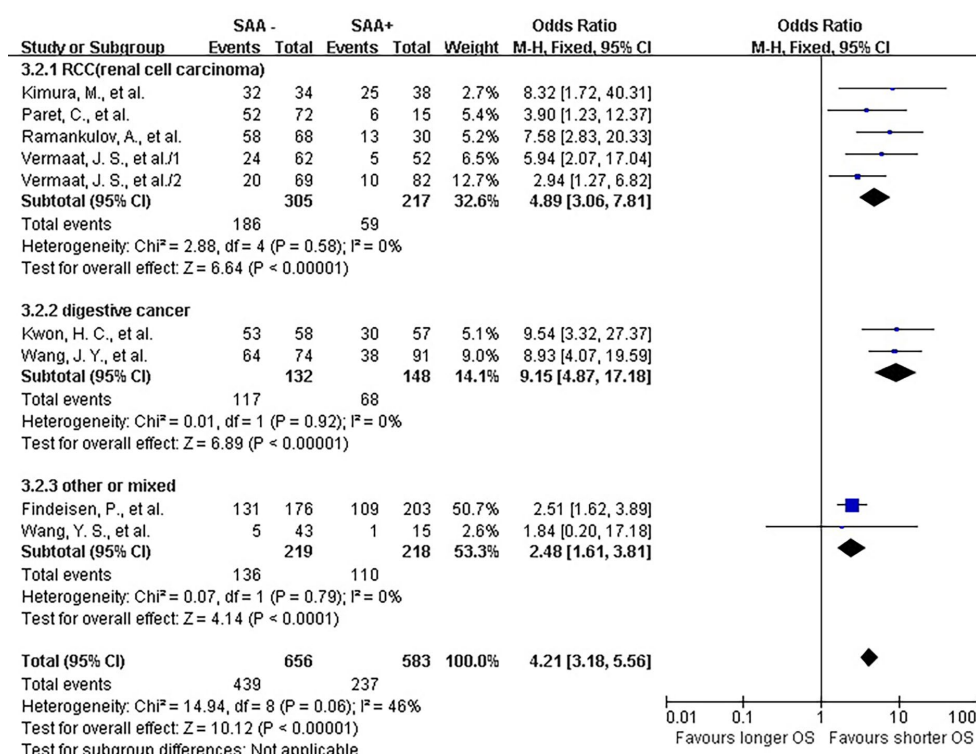 SAA - SAA+ Odds Ratio Odds Ratio
Study or Subgroup Events Total Events Total Weight M-H, Fixed, 95% CI M-H, Fixed, 95% CI
3.2.1 RCC(renal cell carcinoma)
Kimura, M., et al. 32 34 25 38 2.7% 8.32 [1.72, 40.31]
Paret, C., et al. 52 72 6 15 5.4% 3.90 [1.23, 12.37]
Ramankulov, A., et al. 58 68 13 30 5.2% 7.58 [2.83, 20.33]
Vermaat, J. S., et al./1 24 62 5 52 6.5% 5.94 [2.07, 17.04]
Vermaat, J. S., et al./2 20 69 10 82 12.7% 2.94 [1.27, 6.82]
Subtotal (95% CI) 305 217 32.6% 4.89 [3.06, 7.81]
Total events 186 59
Heterogeneity: Chi² = 2.88, df = 4 (P = 0.58); I² = 0%
Test for overall effect: Z = 6.64 (P < 0.00001)
3.2.2 digestive cancer
Kwon, H. C., et al. 53 58 30 57 5.1% 9.54 [3.32, 27.37]
Wang, J. Y., et al. 64 74 38 91 9.0% 8.93 [4.07, 19.59]
Subtotal (95% CI) 132 148 14.1% 9.15 [4.87, 17.18]
Total events 117 68
Heterogeneity: Chi² = 0.01, df = 1 (P = 0.92); I² = 0%
Test for overall effect: Z = 6.89 (P < 0.00001)
3.2.3 other or mixed
Findeisen, P., et al. 131 176 109 203 50.7% 2.51 [1.62, 3.89]
Wang, Y. S., et al. 5 43 1 15 2.6% 1.84 [0.20, 17.18]
Subtotal (95% CI) 219 218 53.3% 2.48 [1.61, 3.81]
Total events 136 110
Heterogeneity: Chi² = 0.07, df = 1 (P = 0.79); I² = 0%
Test for overall effect: Z = 4.14 (P < 0.0001)
Total (95% CI) 656 583 100.0% 4.21 [3.18, 5.56]
Total events 439 237
Heterogeneity: Chi² = 14.94, df = 8 (P = 0.06); I² = 46%
Test for overall effect: Z = 10.12 (P < 0.00001)
Test for subgroup differences: Not applicable
0.01 0.1 1 10 100
Favours longer OS Favours shorter OS